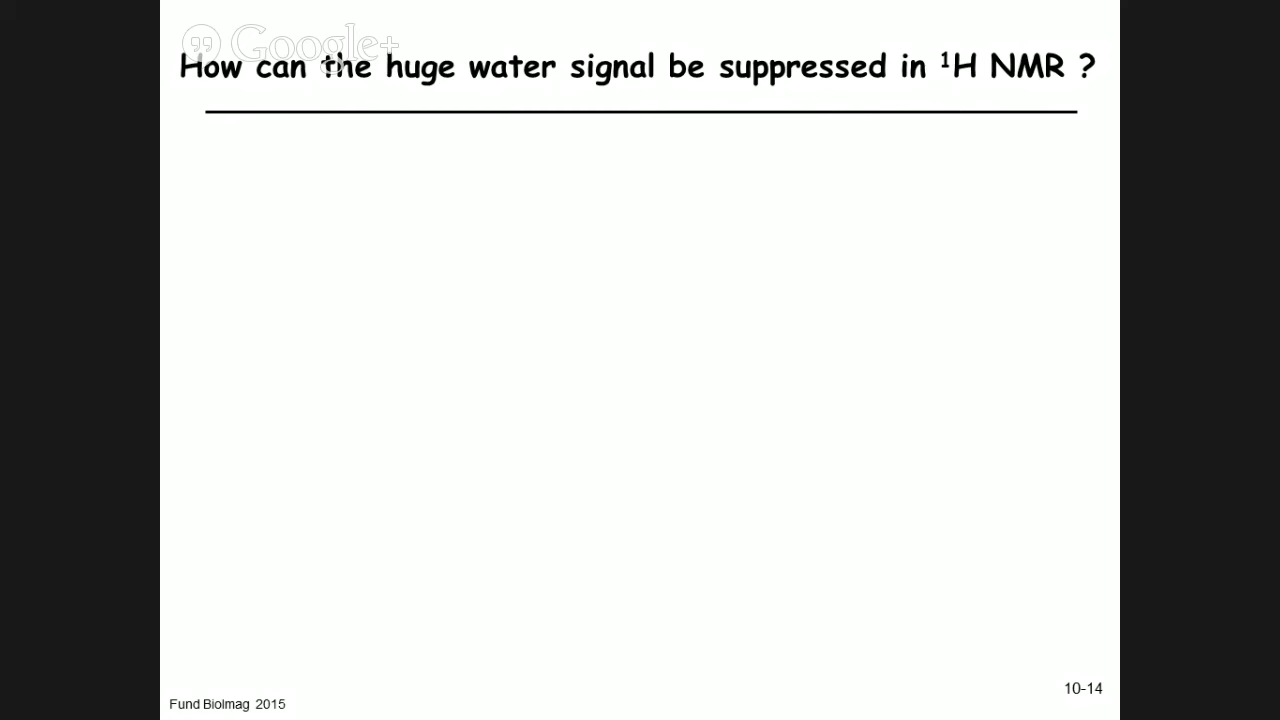 Google+
How can the huge water signal be suppressed in ¹H NMR ?
10-14
Fund BioImag 2015